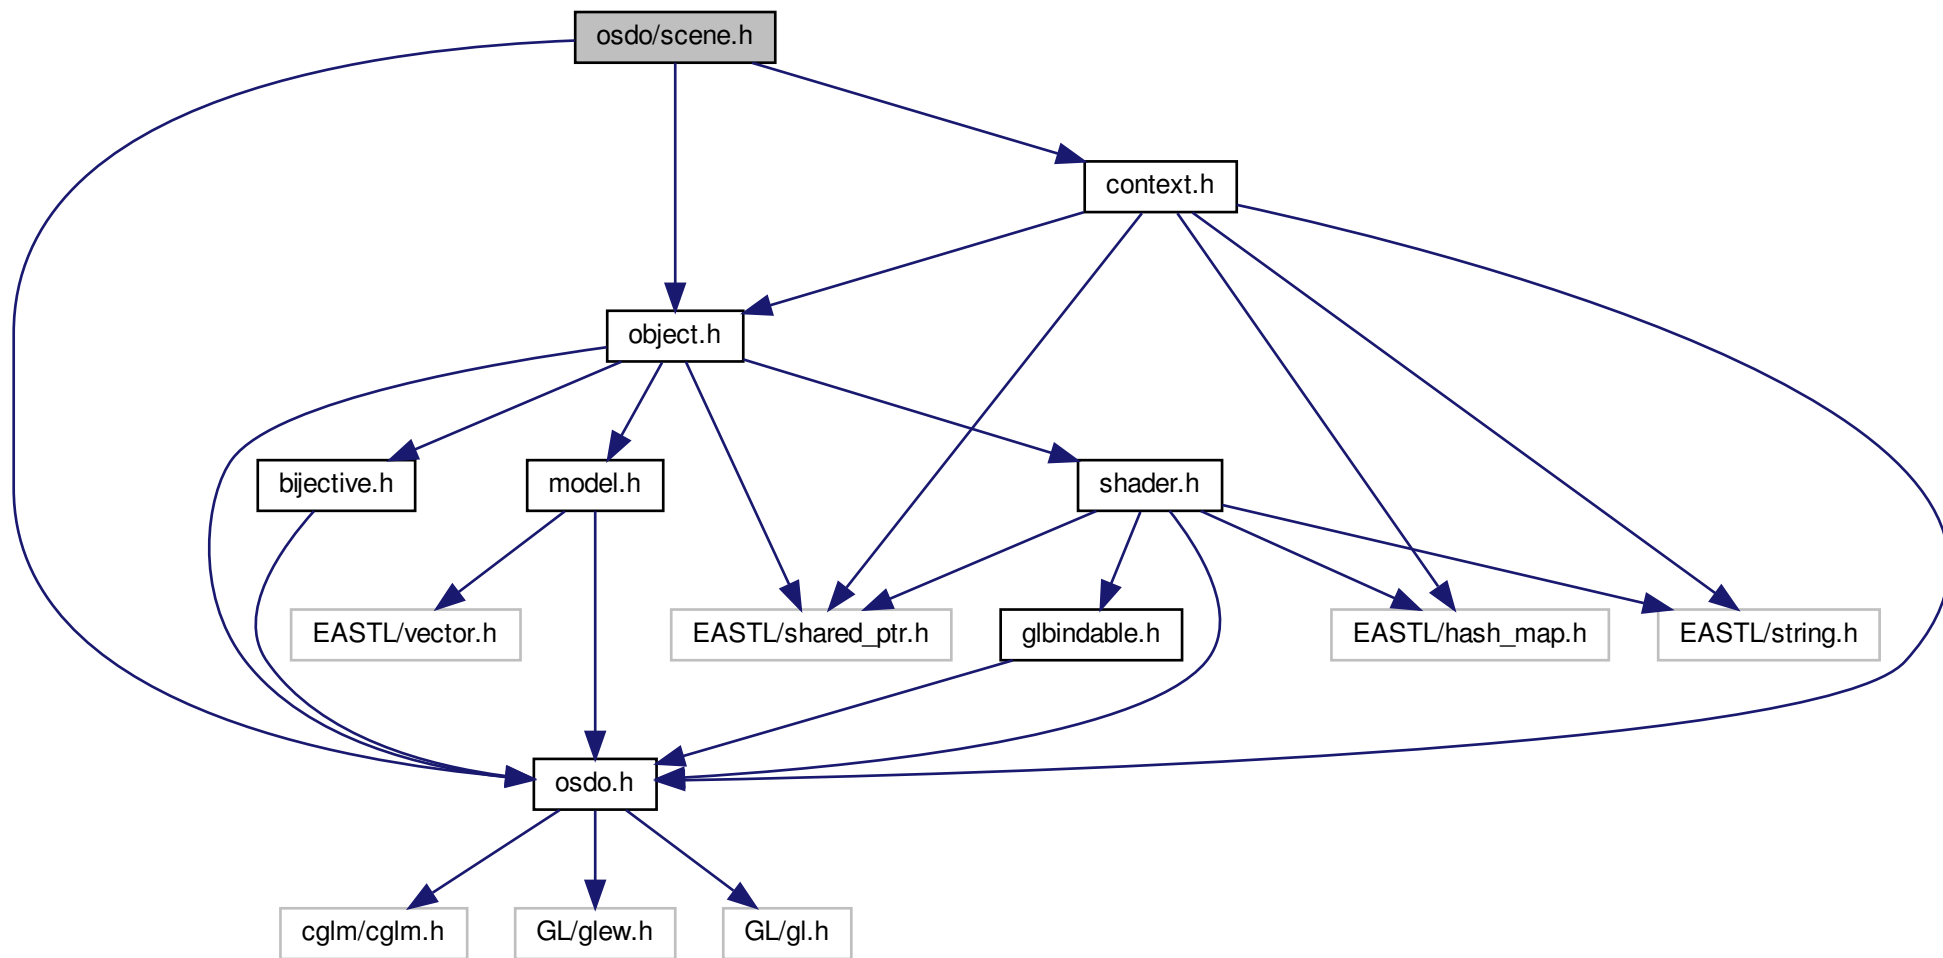 osdo/scene.h
context.h
object.h
bijective.h
model.h
shader.h
EASTL/vector.h
EASTL/shared_ptr.h
glbindable.h
EASTL/hash_map.h
EASTL/string.h
osdo.h
cglm/cglm.h
GL/glew.h
GL/gl.h